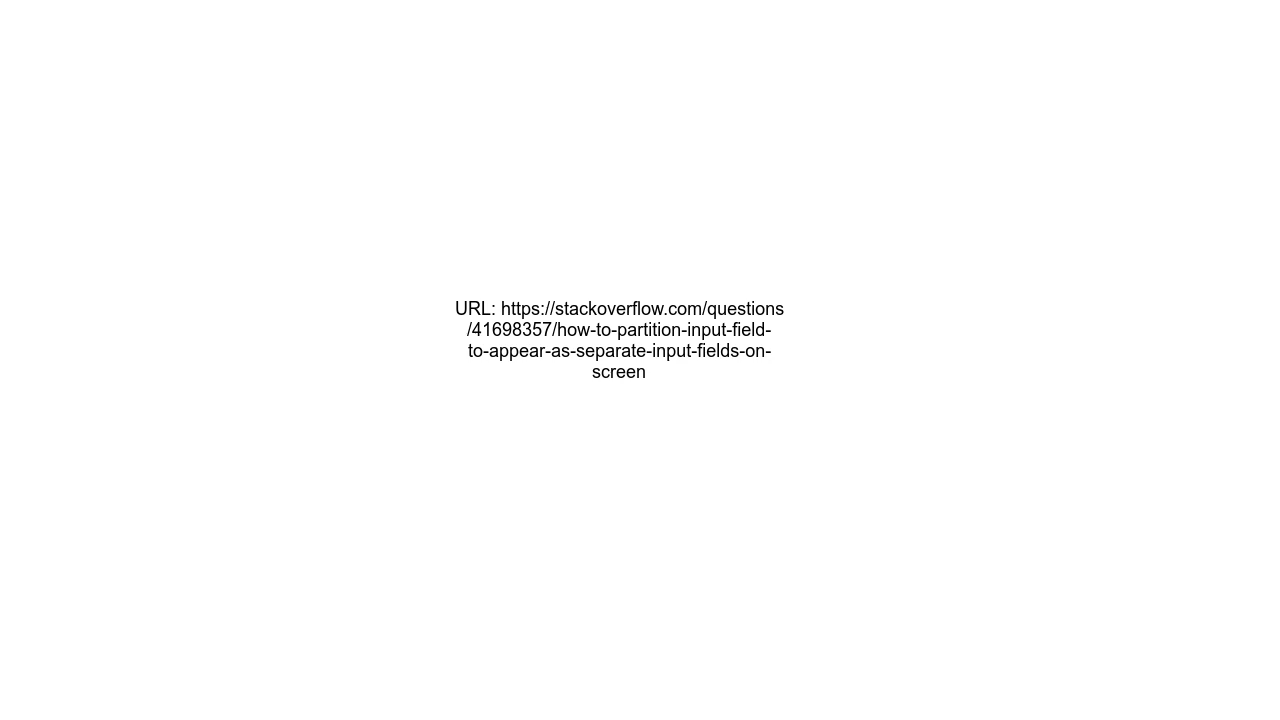 URL: https://stackoverflow.com/questions
/41698357/how-to-partition-input-field-
to-appear-as-separate-input-fields-on-
screen